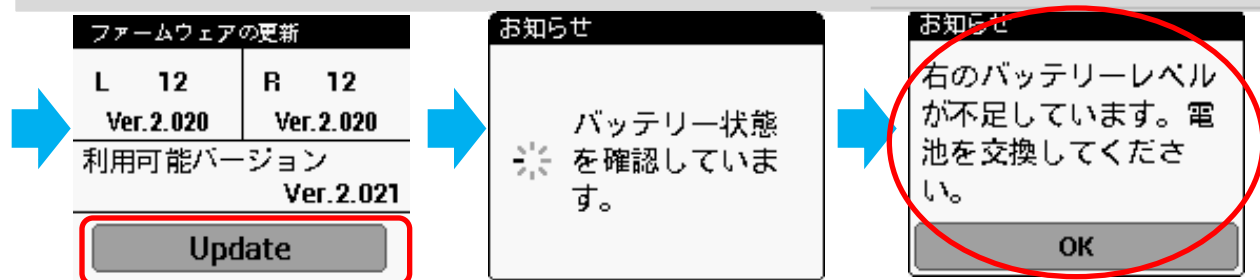 ファームウェアの更新
L 12 R 12
Ver.2.020 Ver.2.020
利用可能バージョン
Ver.2.021
Update
お知らせ
バッテリー状態
を確認していま
す。
お知らせ
右のバッテリーレベル
が不足しています。電
池を交換してくださ
い。
OK